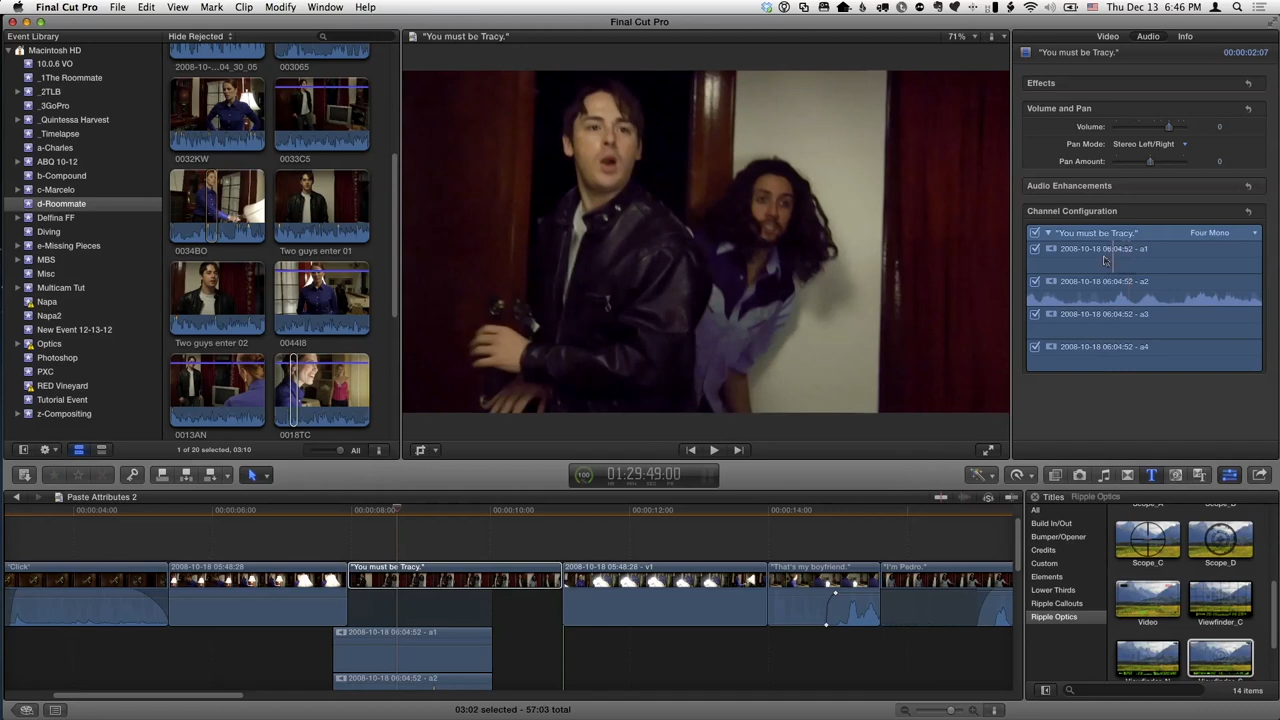 Final Cut Pro File Edit View Mark Clip Modify Window Help Thu Dec 13 6:46 PM
Final Cut Pro
Event Library
Hide Rejected
"You must be Tracy."
71%
Video Audio Info
Macintosh HD
10.0.6 VO
_1The Roommate
_2TLB
_3GoPro
_Quintessa Harvest
_Timelapse
a-Charles
ABQ 10-12
b-Compound
c-Marcelo
d-Roommate
Delfina FF
Diving
e-Missing Pieces
MBS
Misc
Multicam Tut
Napa
Napa2
New Event 12-13-12
Optics
Photoshop
PXC
RED Vineyard
Tutorial Event
z-Compositing
2008-10-...04_30_05
003065
0032KW
0033C5
0034BO
Two guys enter 01
Two guys enter 02
0044I8
0013AN
0018TC
1 of 20 selected, 03:10
All
"You must be Tracy."
00:00:02:07
Effects
Volume and Pan
Volume: 0
Pan Mode: Stereo Left/Right
Pan Amount: 0
Audio Enhancements
Channel Configuration
"You must be Tracy." Four Mono
2008-10-18 06:04:52 - a1
2008-10-18 06:04:52 - a2
2008-10-18 06:04:52 - a3
2008-10-18 06:04:52 - a4
100
01:29:49:00
HR MIN SEC FR
Paste Attributes 2
00:00:04:00
00:00:06:00
00:00:08:00
00:00:10:00
00:00:12:00
00:00:14:00
"Click"
2008-10-18 05:48:28
"You must be Tracy."
2008-10-18 05:48:28 - v1
"That's my boyfriend."
"I'm Pedro."
2008-10-18 06:04:52 - a1
2008-10-18 06:04:52 - a2
Titles Ripple Optics
All
Build In/Out
Bumper/Opener
Credits
Custom
Elements
Lower Thirds
Ripple Callouts
Ripple Optics
Scope_C
Scope_D
Video
Viewfinder_C
14 items
03:02 selected - 57:03 total